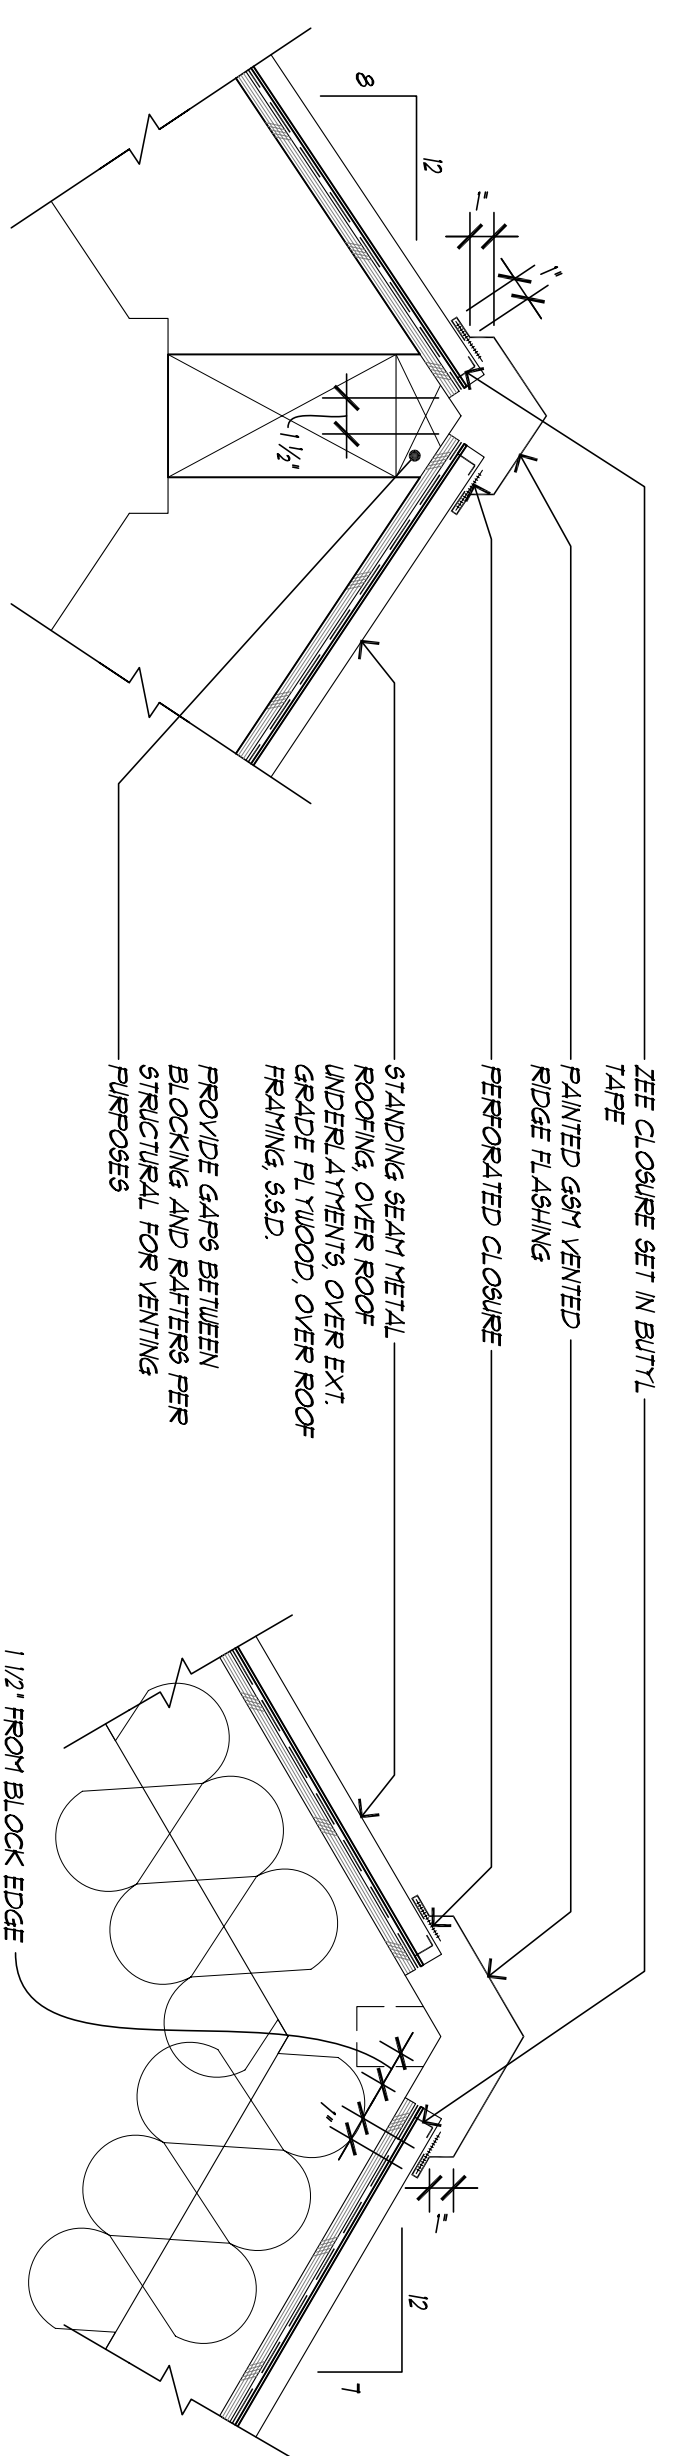 8
12
1"
1"
1 1/2"
ZEE CLOSURE SET IN BUTYL
TAPE
PAINTED GSM VENTED
RIDGE FLASHING
PERFORATED CLOSURE
STANDING SEAM METAL
ROOFING, OVER ROOF
UNDERLAYMENTS, OVER EXT.
GRADE PLYWOOD, OVER ROOF
FRAMING, S.S.D.
PROVIDE GAPS BETWEEN
BLOCKING AND RAFTERS PER
STRUCTURAL FOR VENTING
PURPOSES
1"
1"
12
7
1 1/2" FROM BLOCK EDGE